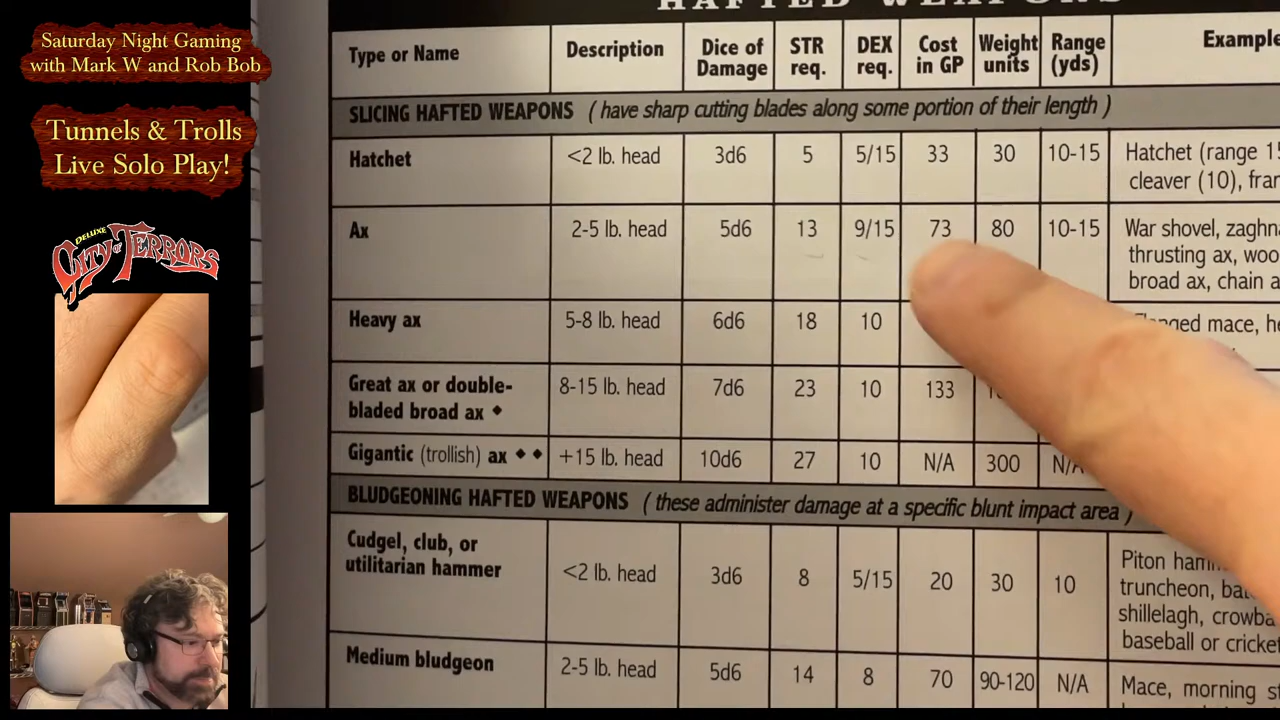 Saturday Night Gaming
with Mark W and Rob Bob
Tunnels & Trolls
Live Solo Play!
DELUXE
CITY of TERRORS
HAFTED WEAPONS
Type or Name Description Dice of Damage STR req. DEX req. Cost in GP Weight units Range (yds)
SLICING HAFTED WEAPONS (have sharp cutting blades along some portion of their length)
Hatchet <2 lb. head 3d6 5 5/15 33 30 10-15 Hatchet (range
cleaver (10),
Ax 2-5 lb. head 5d6 13 9/15 73 80 10-15 War shovel,
thrusting ax,
broad ax, chain
Heavy ax 5-8 lb. head 6d6 18 10 mace,
Great ax or double- 8-15 lb. head 7d6 23 10 133
bladed broad ax ◆
Gigantic (trollish) ax ◆ ◆ +15 lb. head 10d6 27 10 N/A 300 N/A
BLUDGEONING HAFTED WEAPONS (these administer damage at a specific blunt impact area)
Cudgel, club, or <2 lb. head 3d6 8 5/15 20 30 10 Piton
utilitarian hammer truncheon,
shillelagh,
baseball or
Medium bludgeon 2-5 lb. head 5d6 14 8 70 90-120 N/A Mace, morning